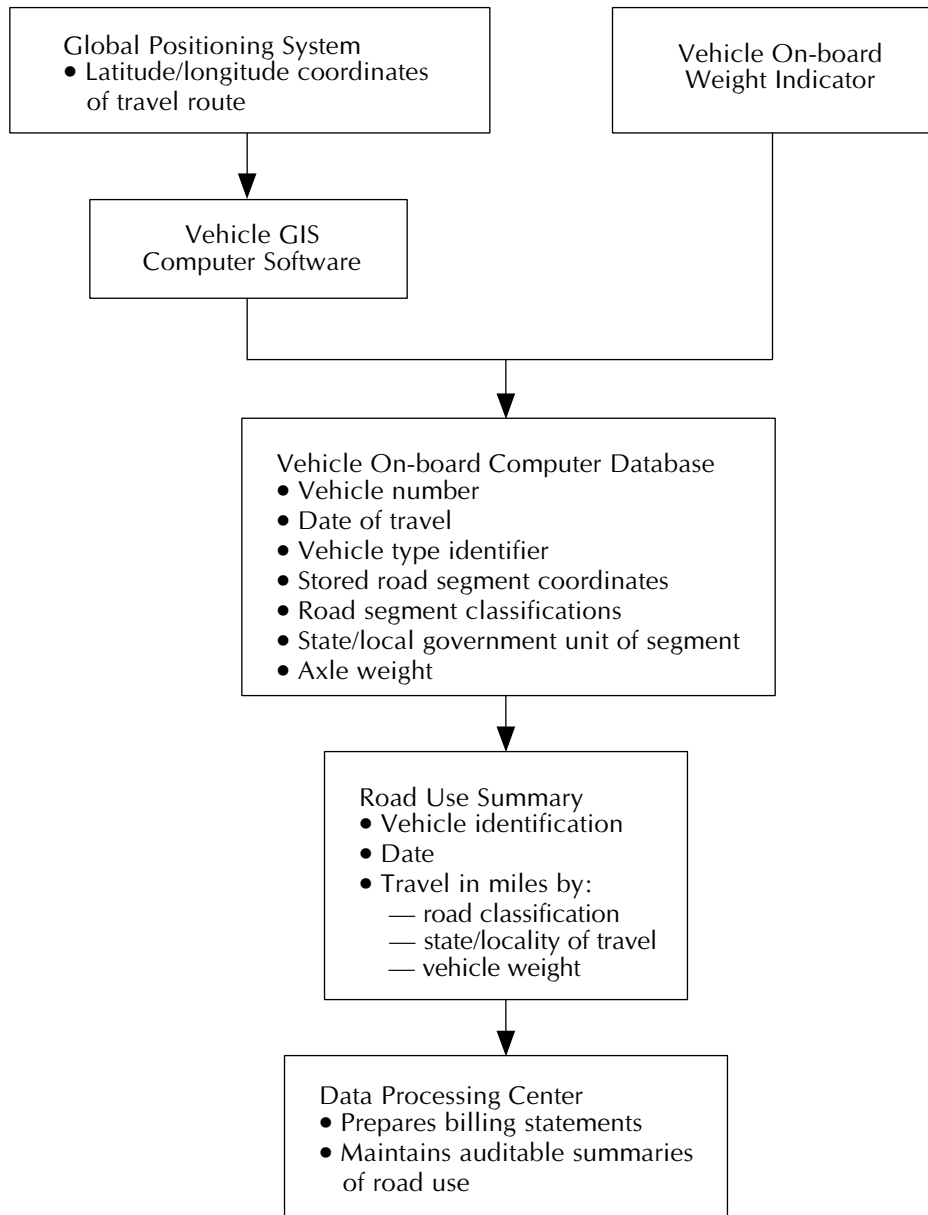 Global Positioning System
• Latitude/longitude coordinates
of travel route
Vehicle On-board
Weight Indicator
Vehicle GIS
Computer Software
Vehicle On-board Computer Database
• Vehicle number
• Date of travel
• Vehicle type identifier
• Stored road segment coordinates
• Road segment classifications
• State/local government unit of segment
• Axle weight
Road Use Summary
• Vehicle identification
• Date
• Travel in miles by:
— road classification
— state/locality of travel
— vehicle weight
Data Processing Center
• Prepares billing statements
• Maintains auditable summaries
of road use